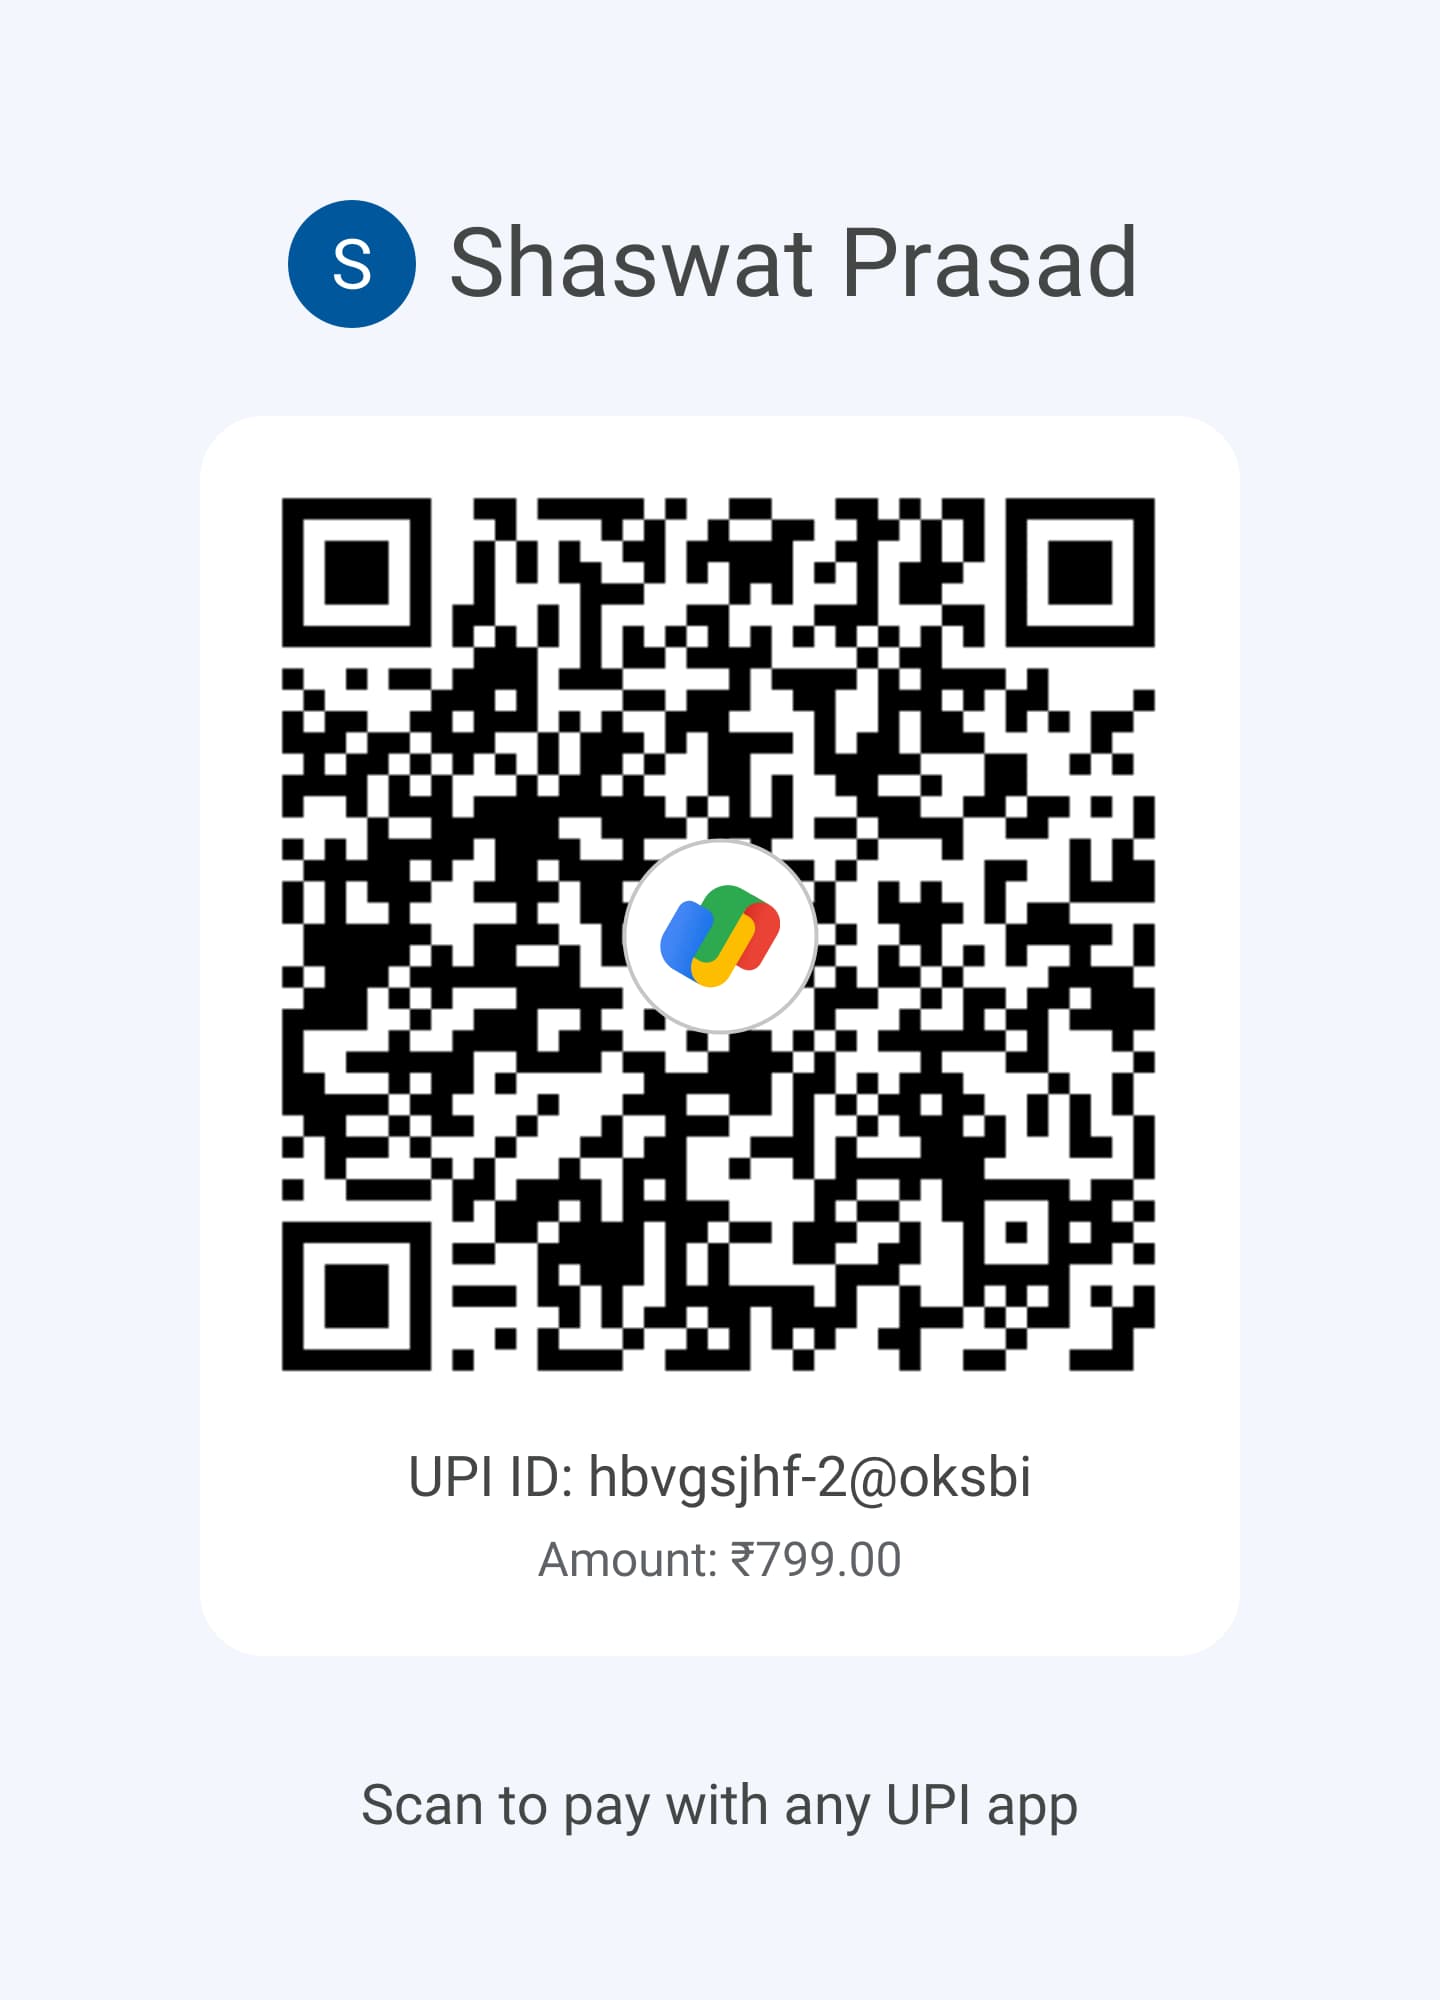 S
Shaswat Prasad
UPI ID: hbvgsjhf-2@oksbi
Amount: ₹799.00
Scan to pay with any UPI app